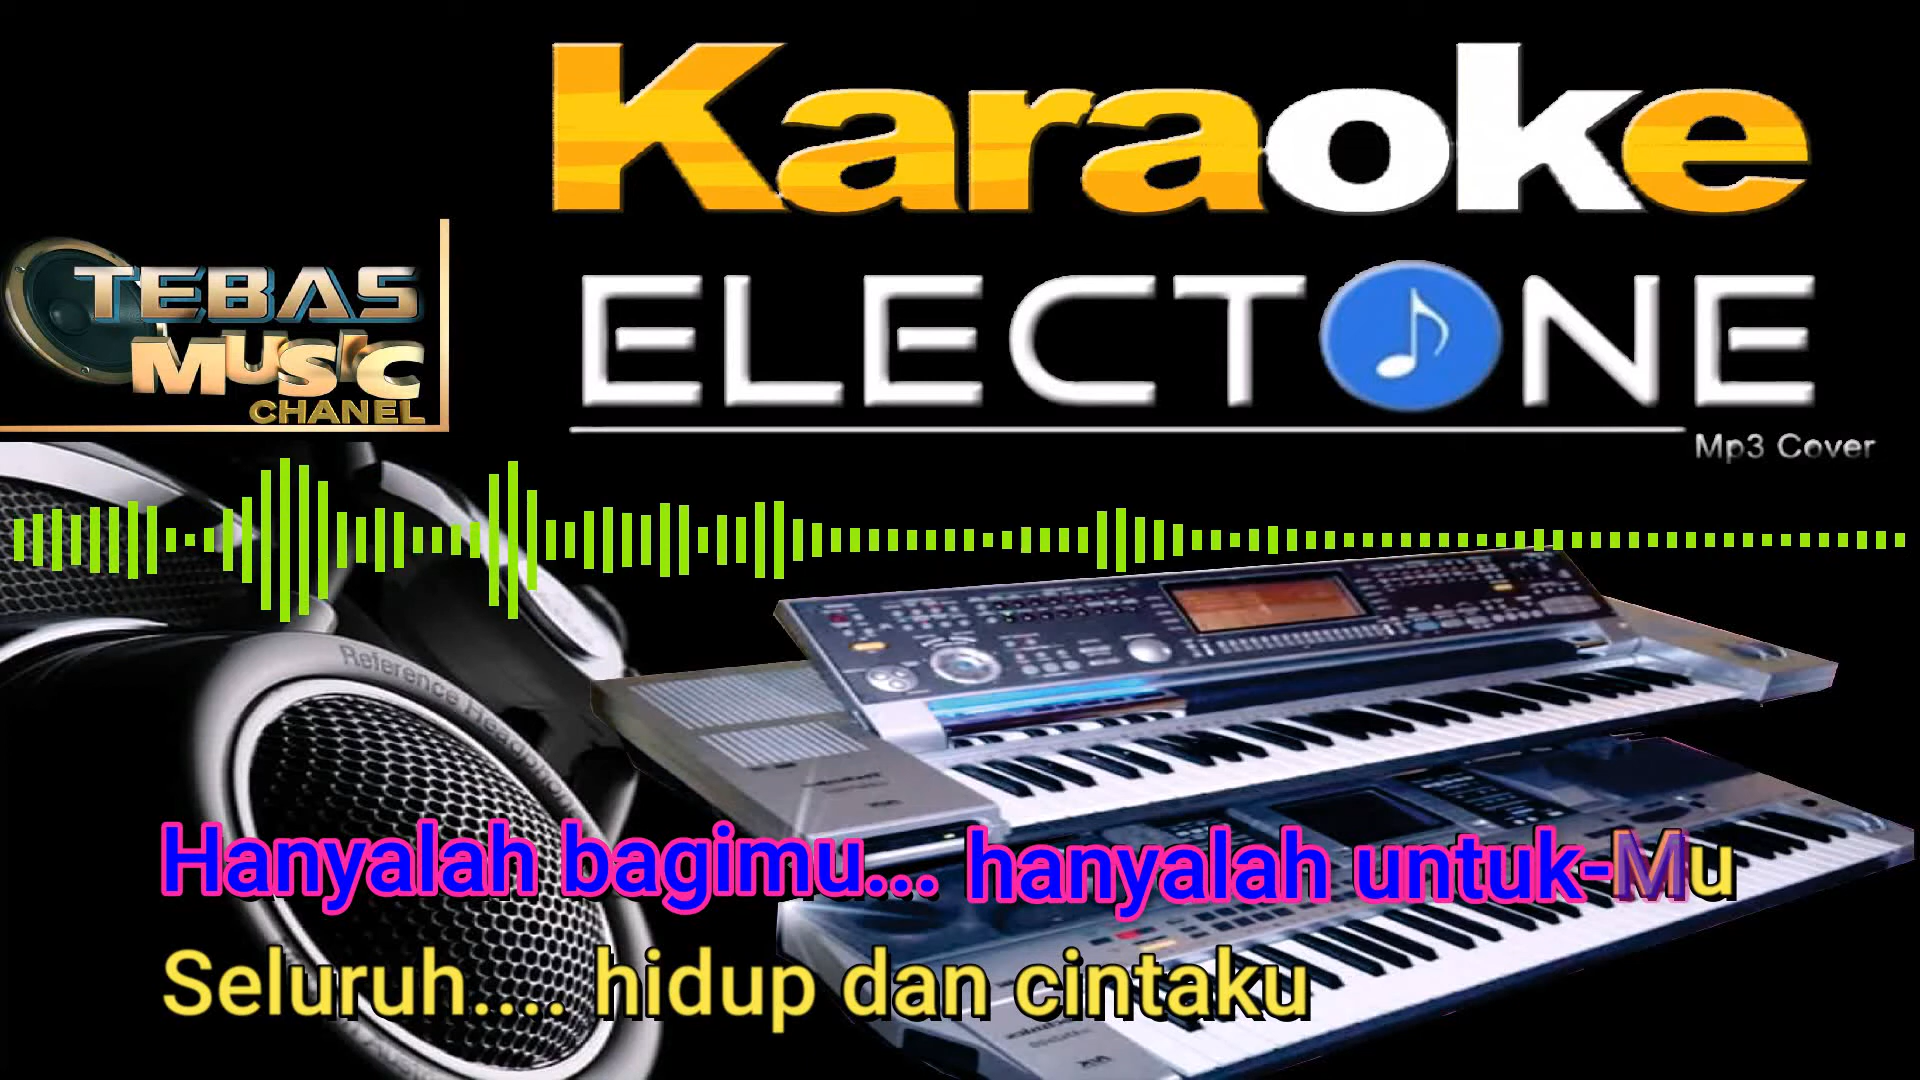 Karaoke
ELECTONE
Mp3 Cover
TEBAS
MUSIC
CHANEL
Reference Headphone
Hanyalah bagimu... hanyalah untuk-Mu
Seluruh.... hidup dan cintaku